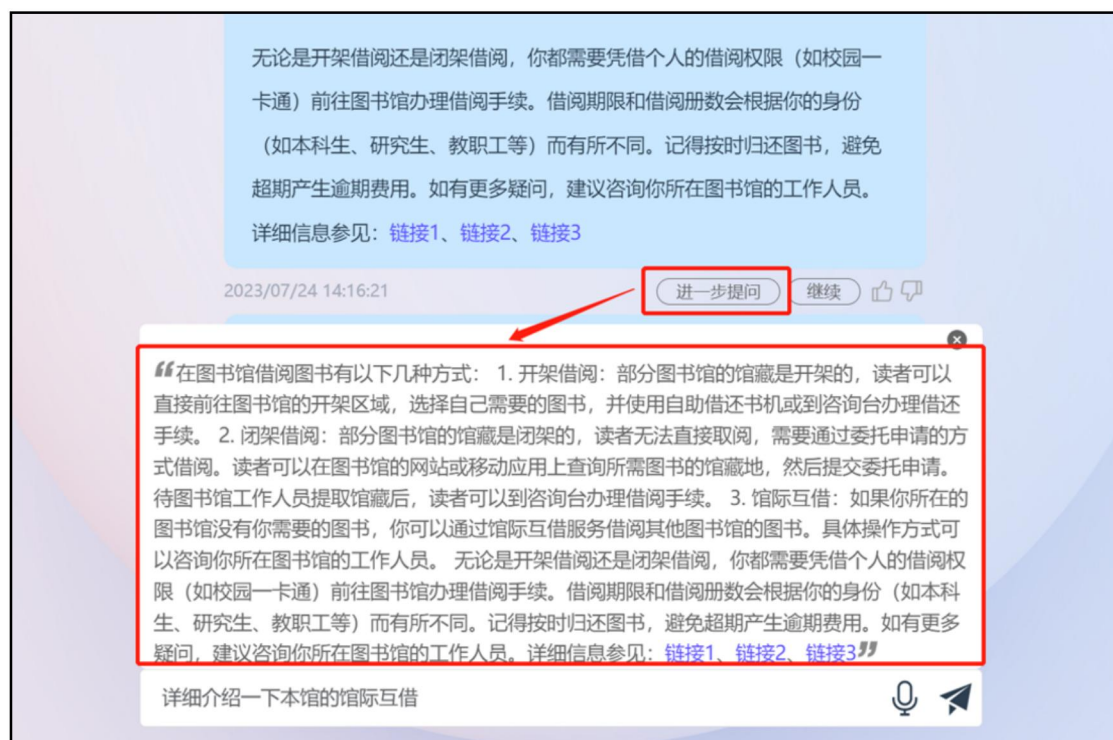 无论是开架借阅还是闭架借阅，你都需要凭借个人的借阅权限（如校园一
卡通）前往图书馆办理借阅手续。借阅期限和借阅册数会根据你的身份
（如本科生、研究生、教职工等）而有所不同。记得按时归还图书，避免
超期产生逾期费用。如有更多疑问，建议咨询你所在图书馆的工作人员。
详细信息参见：链接1、链接2、链接3
2023/07/24 14:16:21 进一步提问 继续
“在图书馆借阅图书有以下几种方式： 1. 开架借阅：部分图书馆的馆藏是开架的，读者可以
直接前往图书馆的开架区域，选择自己需要的图书，并使用自助借还书机或到咨询台办理借还
手续。 2. 闭架借阅：部分图书馆的馆藏是闭架的，读者无法直接取阅，需要通过委托申请的方
式借阅。读者可以在图书馆的网站或移动应用上查询所需图书的馆藏地，然后提交委托申请。
待图书馆工作人员提取馆藏后，读者可以到咨询台办理借阅手续。 3. 馆际互借：如果你所在的
图书馆没有你需要的图书，你可以通过馆际互借服务借阅其他图书馆的图书。具体操作方式可
以咨询你所在图书馆的工作人员。 无论是开架借阅还是闭架借阅，你都需要凭借个人的借阅权
限（如校园一卡通）前往图书馆办理借阅手续。借阅期限和借阅册数会根据你的身份（如本科
生、研究生、教职工等）而有所不同。记得按时归还图书，避免超期产生逾期费用。如有更多
疑问，建议咨询你所在图书馆的工作人员。详细信息参见：链接1、链接2、链接3”
详细介绍一下本馆的馆际互借